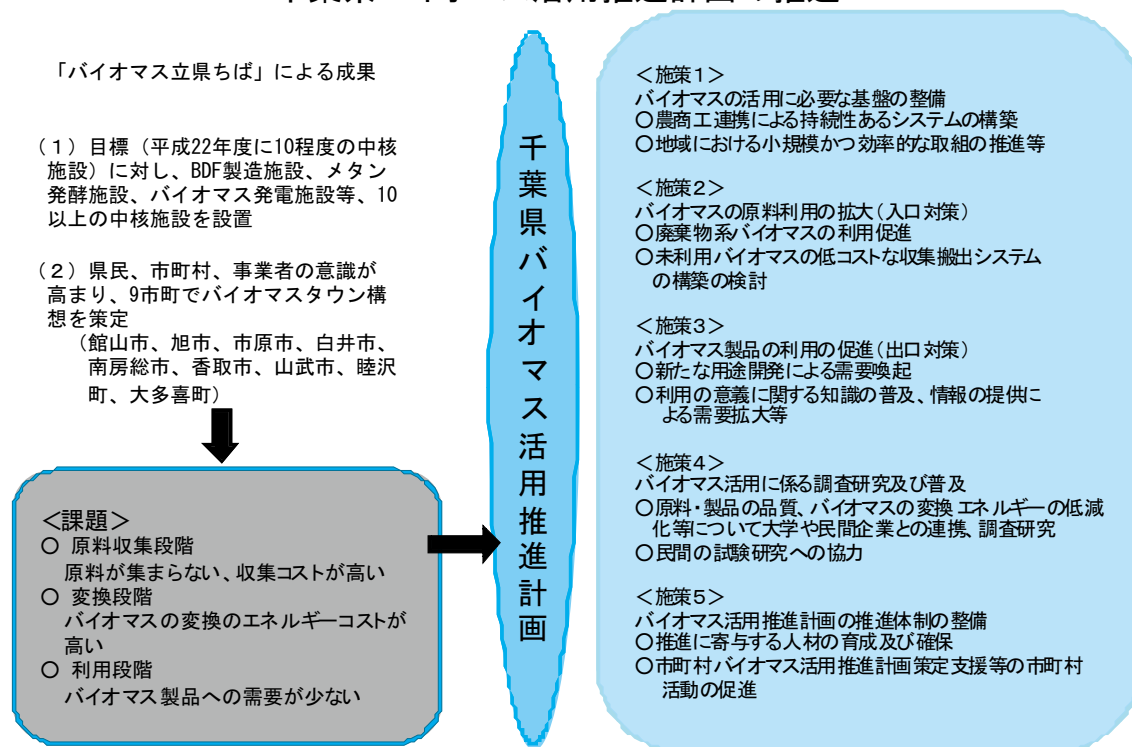 「バイオマス立県ちば」による成果
(1)目標(平成22年度に10程度の中核
施設)に対し、BDF製造施設、メタン
発酵施設、バイオマス発電施設等、10
以上の中核施設を設置
(2)県民、市町村、事業者の意識が
高まり、9市町でバイオマスタウン構
想を策定
(館山市、旭市、市原市、白井市、
南房総市、香取市、山武市、睦沢
町、大多喜町)
<課題>
○ 原料収集段階
原料が集まらない、収集コストが高い
○ 変換段階
バイオマスの変換のエネルギーコストが
高い
○ 利用段階
バイオマス製品への需要が少ない
千葉県バイオマス活用推進計画
<施策1>
バイオマスの活用に必要な基盤の整備
○農商工連携による持続性あるシステムの構築
○地域における小規模かつ効率的な取組の推進等
<施策2>
バイオマスの原料利用の拡大(入口対策)
○廃棄物系バイオマスの利用促進
○未利用バイオマスの低コストな収集搬出システム
の構築の検討
<施策3>
バイオマス製品の利用の促進(出口対策)
○新たな用途開発による需要喚起
○利用の意義に関する知識の普及、情報の提供に
よる需要拡大等
<施策4>
バイオマス活用に係る調査研究及び普及
○原料・製品の品質、バイオマスの変換エネルギーの低減
化等について大学や民間企業との連携、調査研究
○民間の試験研究への協力
<施策5>
バイオマス活用推進計画の推進体制の整備
○推進に寄与する人材の育成及び確保
○市町村バイオマス活用推進計画策定支援等の市町村
活動の促進